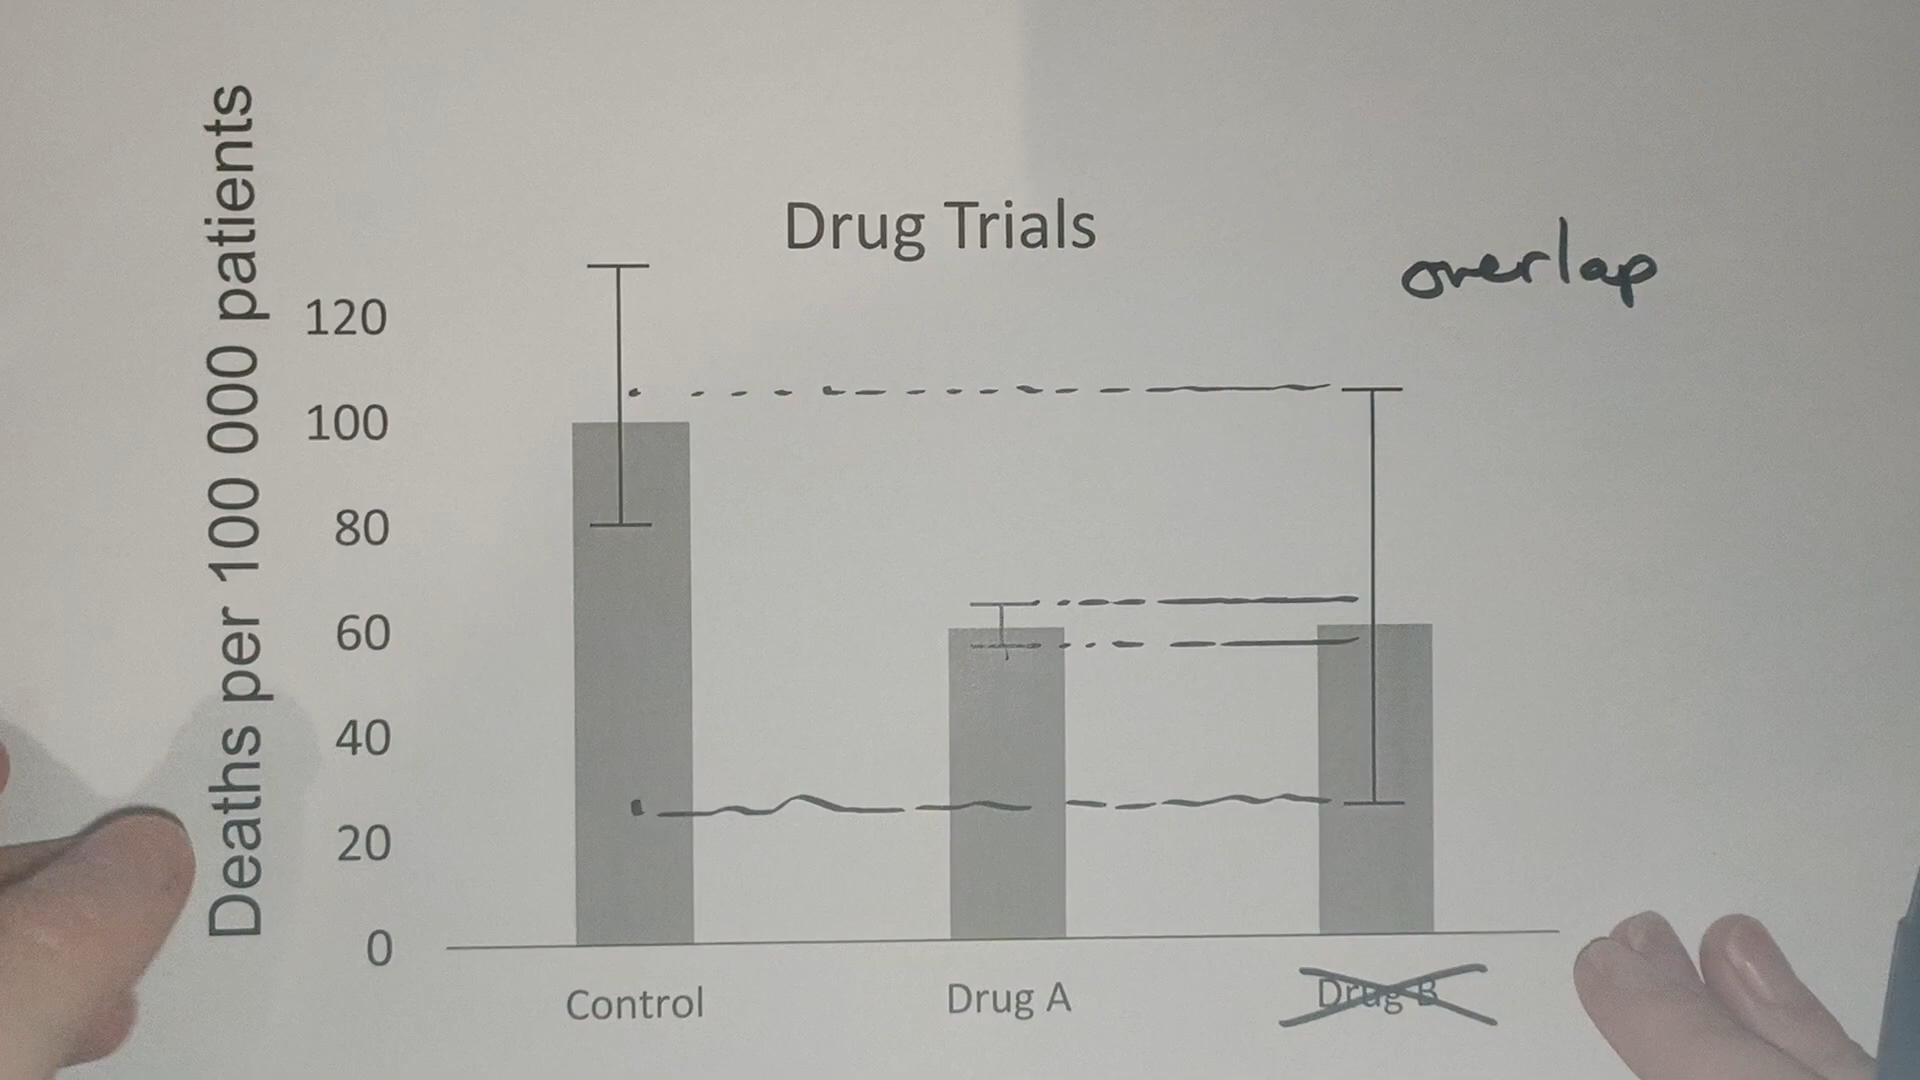 Drug Trials
overlap
Deaths per 100 000 patients
120
100
80
60
40
20
0
Control
Drug A
Drug B